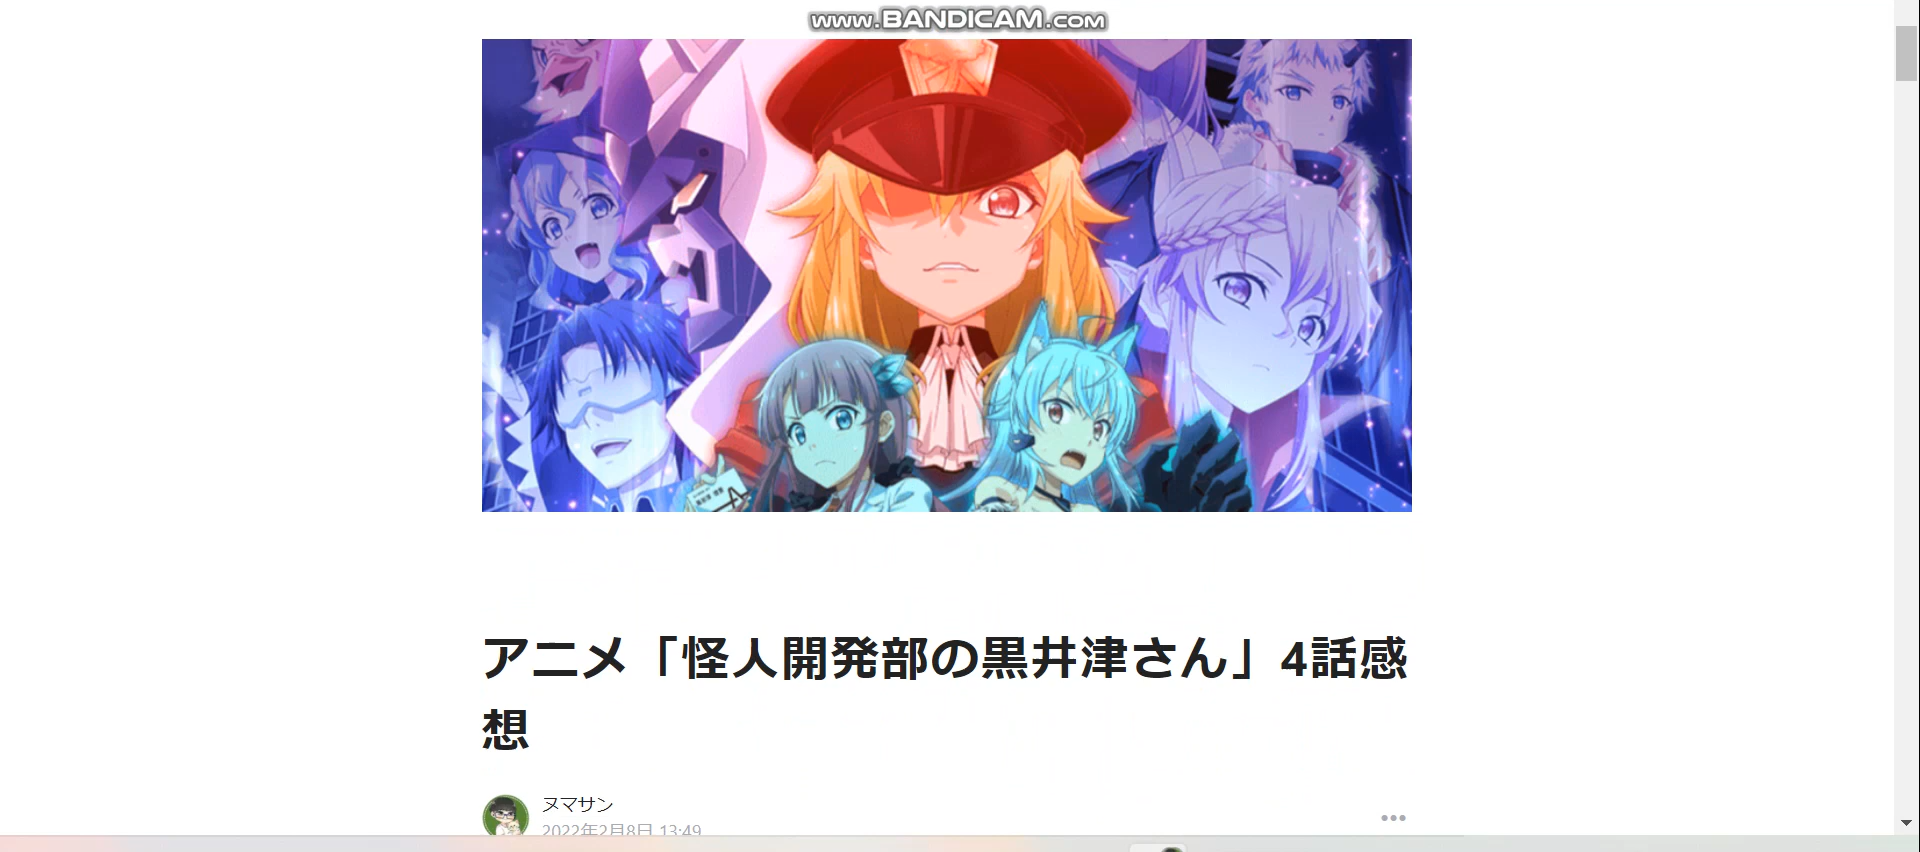 www.BANDICAM.com
アニメ「怪人開発部の黒井津さん」4話感
想
ヌマサン
2022年2月8日 13:49